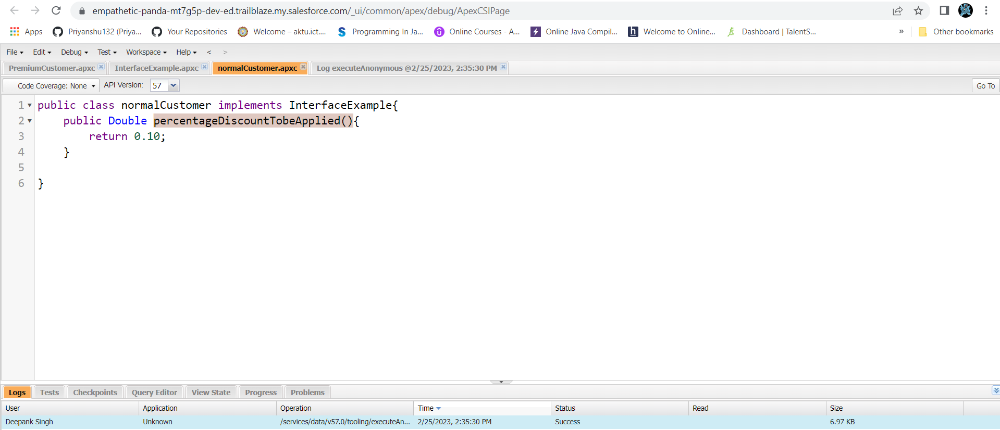 empathetic-panda-mt7g5p-dev-ed.trailblaze.my.salesforce.com/_ui/common/apex/debug/ApexCSIPage
Apps Priyanshu132 (Priya... Your Repositories Welcome – aktu.ict.... Programming In Ja... Online Courses - A... Online Java Compil... Welcome to Online... Dashboard | TalentS... » Other bookmarks
File Edit Debug Test Workspace Help < >
PremiumCustomer.apxc InterfaceExample.apxc normalCustomer.apxc Log executeAnonymous @2/25/2023, 2:35:30 PM
Code Coverage: None API Version: 57 Go To
1 public class normalCustomer implements InterfaceExample{
2 public Double percentageDiscountTobeApplied(){
3 return 0.10;
4 }
5
6 }
Logs Tests Checkpoints Query Editor View State Progress Problems
User Application Operation Time Status Read Size
Deepank Singh Unknown /services/data/v57.0/tooling/executeAn... 2/25/2023, 2:35:30 PM Success 6.97 KB